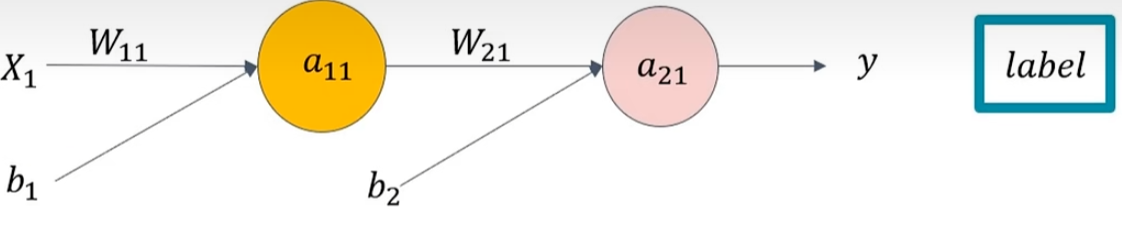 X₁ W₁₁ a₁₁ W₂₁ a₂₁ y label
b₁ b₂